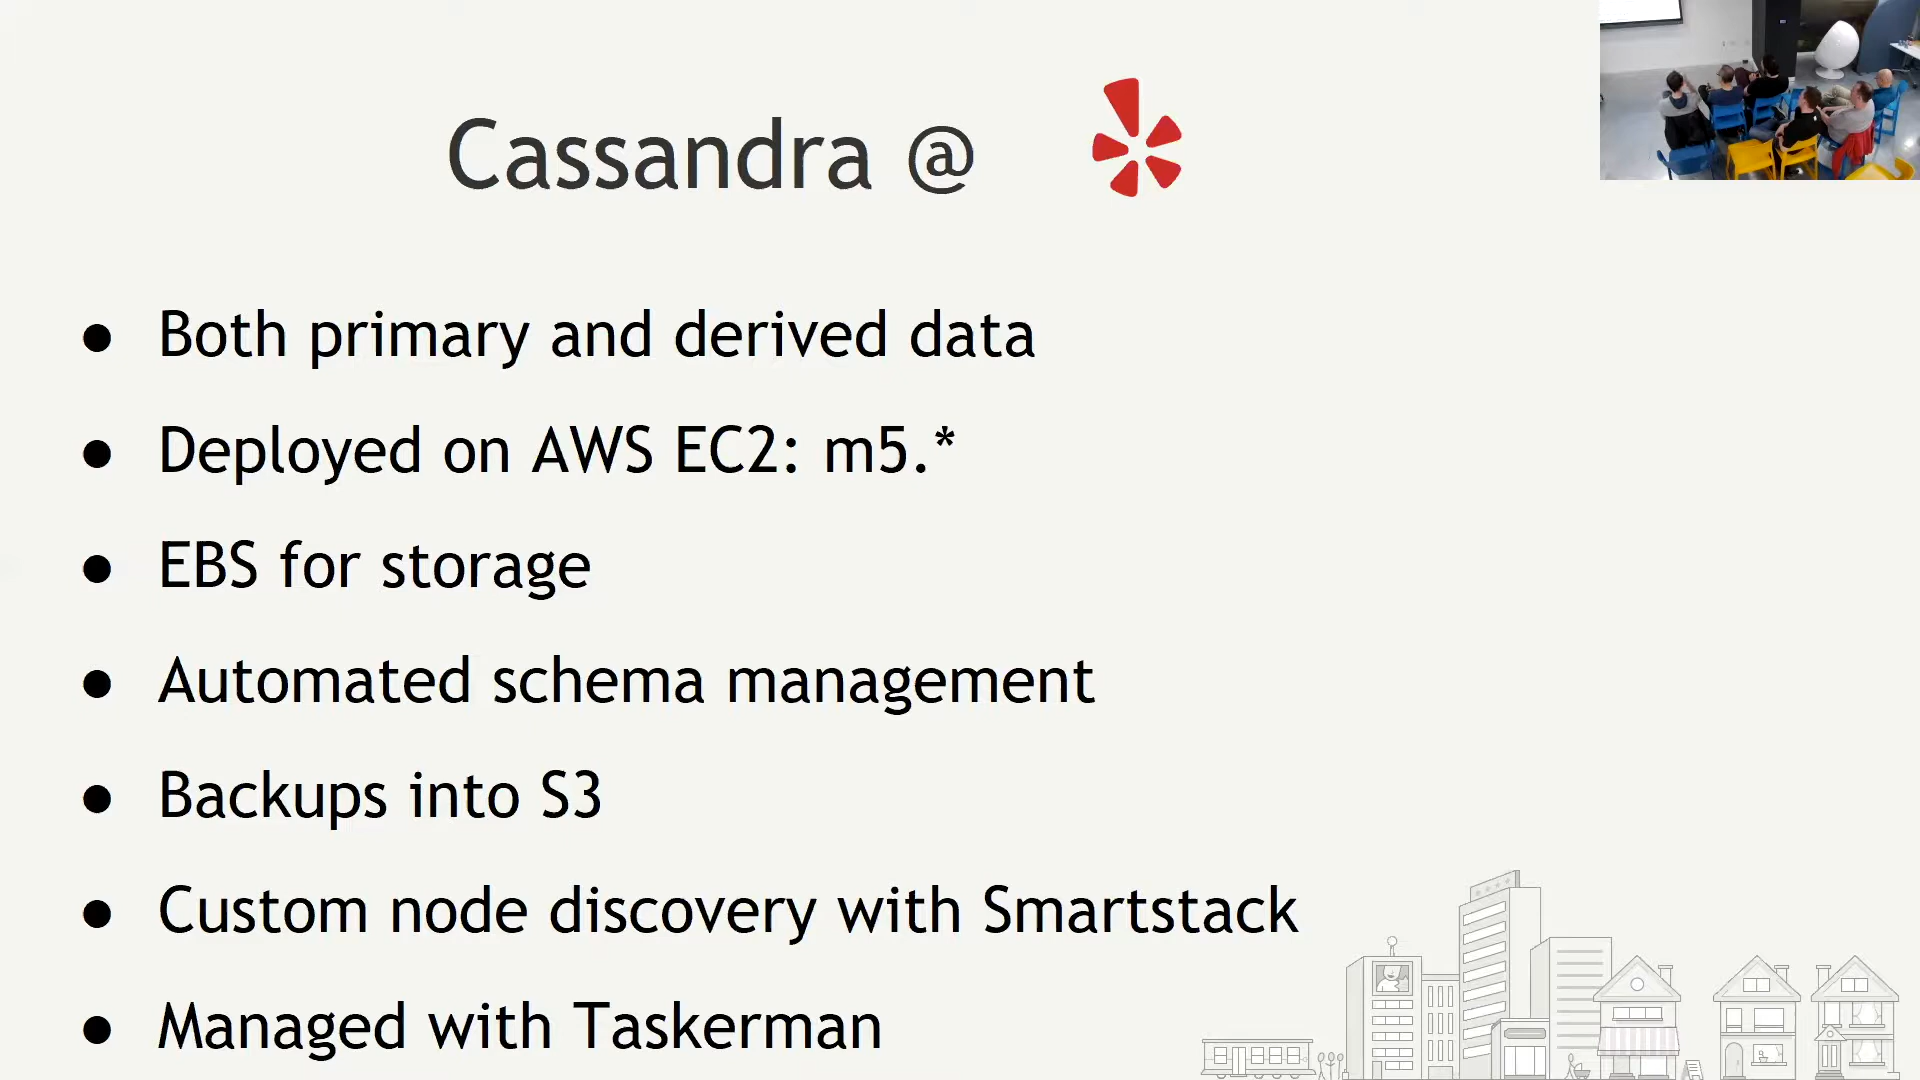 Cassandra @
● Both primary and derived data
● Deployed on AWS EC2: m5.*
● EBS for storage
● Automated schema management
● Backups into S3
● Custom node discovery with Smartstack
● Managed with Taskerman